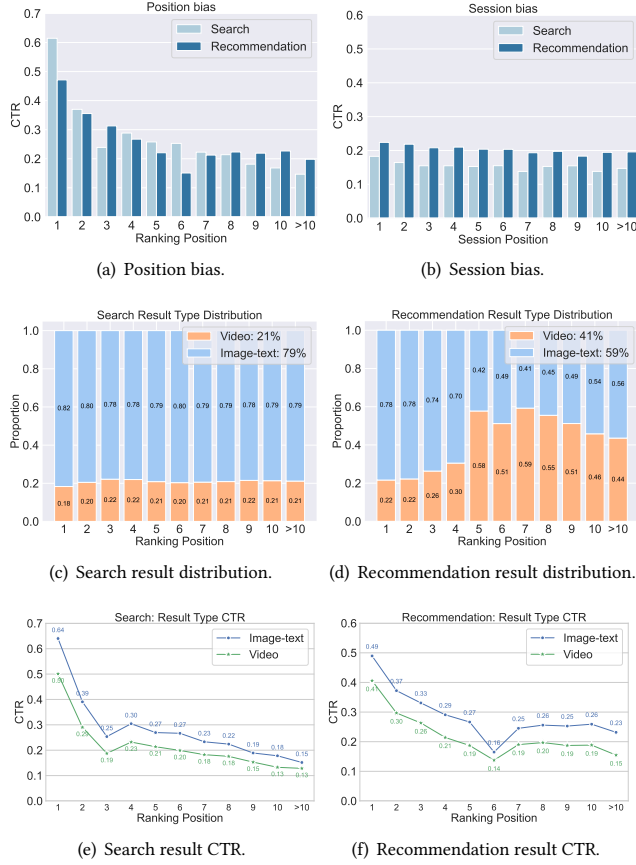 Position bias
0.7
0.6
0.5
0.4
0.3
0.2
0.1
0.0
CTR
Search
Recommendation
1 2 3 4 5 6 7 8 9 10 >10
Ranking Position
(a) Position bias.
Session bias
0.6
0.5
0.4
0.3
0.2
0.1
0.0
CTR
Search
Recommendation
1 2 3 4 5 6 7 8 9 10 >10
Session Position
(b) Session bias.
Search Result Type Distribution
1.0
0.8
0.6
0.4
0.2
0.0
Proportion
Video: 21%
Image-text: 79%
0.82 0.80 0.78 0.78 0.79 0.80 0.79 0.79 0.78 0.79 0.79
0.18 0.20 0.22 0.22 0.21 0.20 0.21 0.21 0.22 0.21 0.21
1 2 3 4 5 6 7 8 9 10 >10
Ranking Position
(c) Search result distribution.
Recommendation Result Type Distribution
1.0
0.8
0.6
0.4
0.2
0.0
Proportion
Video: 41%
Image-text: 59%
0.78 0.78 0.74 0.70 0.42 0.49 0.41 0.45 0.49 0.54 0.56
0.22 0.22 0.26 0.30 0.58 0.51 0.59 0.55 0.51 0.46 0.44
1 2 3 4 5 6 7 8 9 10 >10
Ranking Position
(d) Recommendation result distribution.
Search: Result Type CTR
0.7
0.6
0.5
0.4
0.3
0.2
0.1
0.0
CTR
Image-text
Video
0.64 0.39 0.25 0.30 0.27 0.27 0.23 0.22 0.19 0.18 0.15
0.50 0.29 0.19 0.23 0.21 0.20 0.18 0.18 0.15 0.13 0.13
1 2 3 4 5 6 7 8 9 10 >10
Ranking Position
(e) Search result CTR.
Recommendation: Result Type CTR
0.6
0.5
0.4
0.3
0.2
0.1
0.0
CTR
Image-text
Video
0.49 0.37 0.33 0.29 0.27 0.16 0.25 0.26 0.25 0.26 0.23
0.41 0.30 0.26 0.21 0.19 0.14 0.19 0.20 0.19 0.19 0.15
1 2 3 4 5 6 7 8 9 10 >10
Ranking Position
(f) Recommendation result CTR.